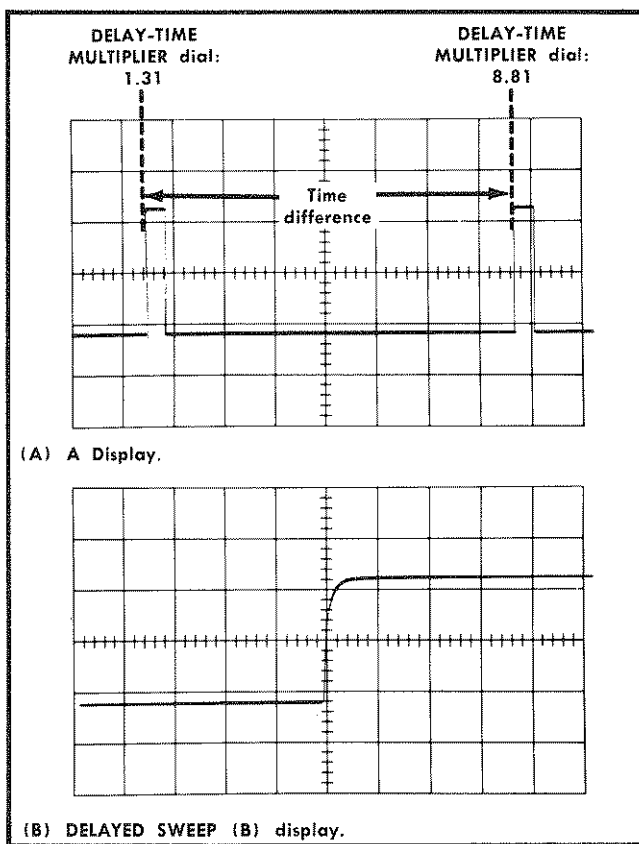 DELAY-TIME
MULTIPLIER dial:
1.31
DELAY-TIME
MULTIPLIER dial:
8.81
Time
difference
(A) A Display.
(B) DELAYED SWEEP (B) display.